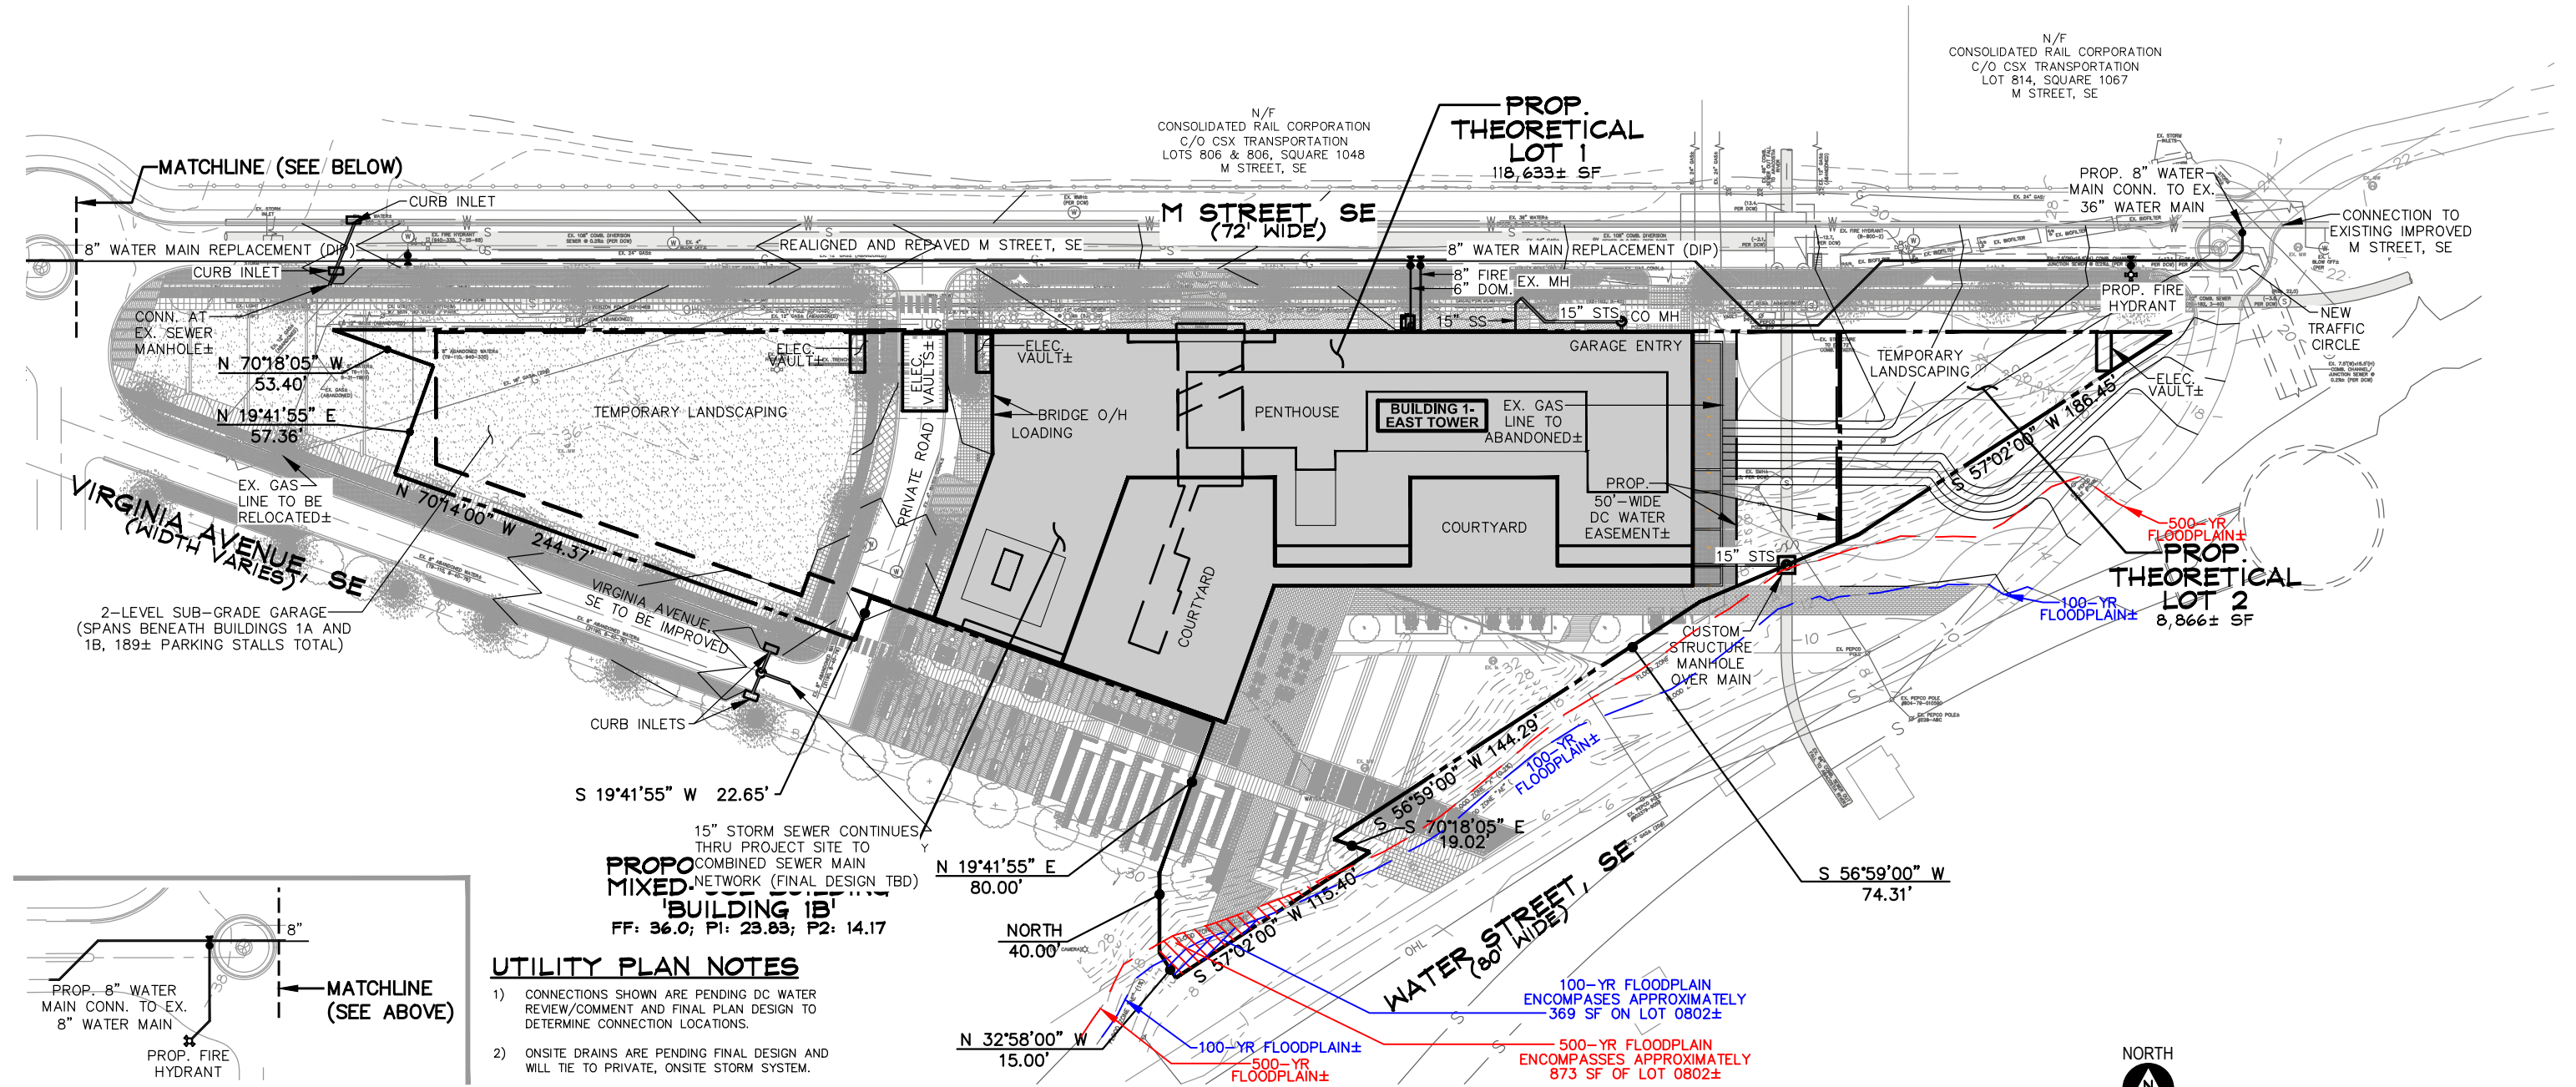 N/F
CONSOLIDATED RAIL CORPORATION
C/O CSX TRANSPORTATION
LOT 814, SQUARE 1067
M STREET, SE
N/F
CONSOLIDATED RAIL CORPORATION
C/O CSX TRANSPORTATION
LOTS 806 & 806, SQUARE 1048
M STREET, SE
PROP.
THEORETICAL
LOT 1
118,633± SF
MATCHLINE (SEE BELOW)
CURB INLET
M STREET, SE
(72' WIDE)
PROP. 8" WATER
MAIN CONN. TO EX.
36" WATER MAIN
CONNECTION TO
EXISTING IMPROVED
M STREET, SE
8" WATER MAIN REPLACEMENT (DIP)
REALIGNED AND REPAVED M STREET, SE
8" WATER MAIN REPLACEMENT (DIP)
CURB INLET
8" FIRE
6" DOM.
EX. MH
PROP. FIRE
HYDRANT
CONN. AT
EX. SEWER
MANHOLE±
15" SS
15" STS
CO MH
NEW
TRAFFIC
CIRCLE
ELEC.
VAULT±
ELEC.
VAULTS±
ELEC.
VAULT±
GARAGE ENTRY
TEMPORARY
LANDSCAPING
ELEC.
VAULT±
N 70°18'05" W
53.40'
N 19°41'55" E
57.36'
TEMPORARY LANDSCAPING
BRIDGE O/H
LOADING
PRIVATE ROAD
PENTHOUSE
BUILDING 1-
EAST TOWER
EX. GAS
LINE TO
ABANDONED±
S 57°02'00" W 186.45'
EX. GAS
LINE TO BE
RELOCATED±
N 70°14'00" W 244.37'
PROP.
50'-WIDE
DC WATER
EASEMENT±
COURTYARD
COURTYARD
15" STS
500-YR
FLOODPLAIN±
PROP.
THEORETICAL
LOT 2
8,866± SF
100-YR
FLOODPLAIN±
VIRGINIA AVENUE, SE
(WIDTH VARIES)
2-LEVEL SUB-GRADE GARAGE
(SPANS BENEATH BUILDINGS 1A AND
1B, 189± PARKING STALLS TOTAL)
VIRGINIA AVENUE,
SE TO BE IMPROVED
CUSTOM
STRUCTURE
MANHOLE
OVER MAIN
CURB INLETS
S 19°41'55" W 22.65'
S 56°59'00" W 144.29'
100-YR
FLOODPLAIN±
S 70°18'05" E
19.02'
S 56°59'00" W
74.31'
15" STORM SEWER CONTINUES
THRU PROJECT SITE TO
COMBINED SEWER MAIN
NETWORK (FINAL DESIGN TBD)
PROPO
MIXED-
'BUILDING 1B'
FF: 36.0; P1: 23.83; P2: 14.17
N 19°41'55" E
80.00'
NORTH
40.00'
S 57°02'00" W 115.40'
WATER STREET, SE
(80' WIDE)
OHL
N 32°58'00" W
15.00'
100-YR FLOODPLAIN±
500-YR
FLOODPLAIN±
100-YR FLOODPLAIN
ENCOMPASES APPROXIMATELY
369 SF ON LOT 0802±
500-YR FLOODPLAIN
ENCOMPASSES APPROXIMATELY
873 SF OF LOT 0802±
UTILITY PLAN NOTES
1) CONNECTIONS SHOWN ARE PENDING DC WATER
REVIEW/COMMENT AND FINAL PLAN DESIGN TO
DETERMINE CONNECTION LOCATIONS.
2) ONSITE DRAINS ARE PENDING FINAL DESIGN AND
WILL TIE TO PRIVATE, ONSITE STORM SYSTEM.
8"
PROP. 8" WATER
MAIN CONN. TO EX.
8" WATER MAIN
MATCHLINE
(SEE ABOVE)
PROP. FIRE
HYDRANT
NORTH
N